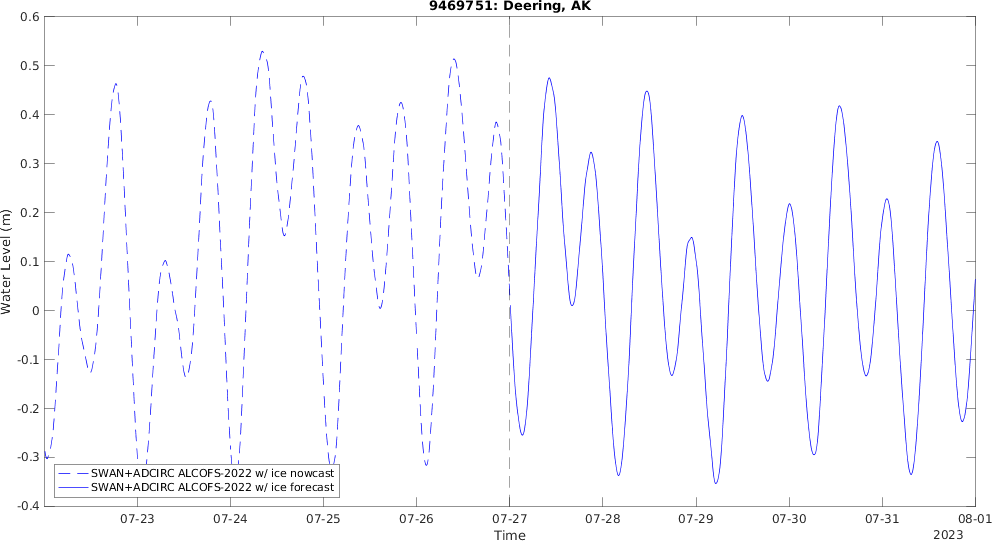 9469751: Deering, AK
0.6
0.5
0.4
0.3
0.2
0.1
0
-0.1
-0.2
-0.3
-0.4
Water Level (m)
SWAN+ADCIRC ALCOFS-2022 w/ ice nowcast
SWAN+ADCIRC ALCOFS-2022 w/ ice forecast
07-23 07-24 07-25 07-26 07-27 07-28 07-29 07-30 07-31 08-01
Time
2023